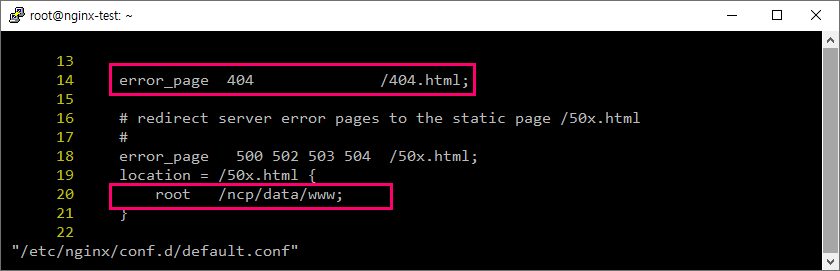 root@nginx-test: ~
13
14 error_page 404 /404.html;
15
16 # redirect server error pages to the static page /50x.html
17 #
18 error_page 500 502 503 504 /50x.html;
19 location = /50x.html {
20 root /ncp/data/www;
21 }
22
"/etc/nginx/conf.d/default.conf"